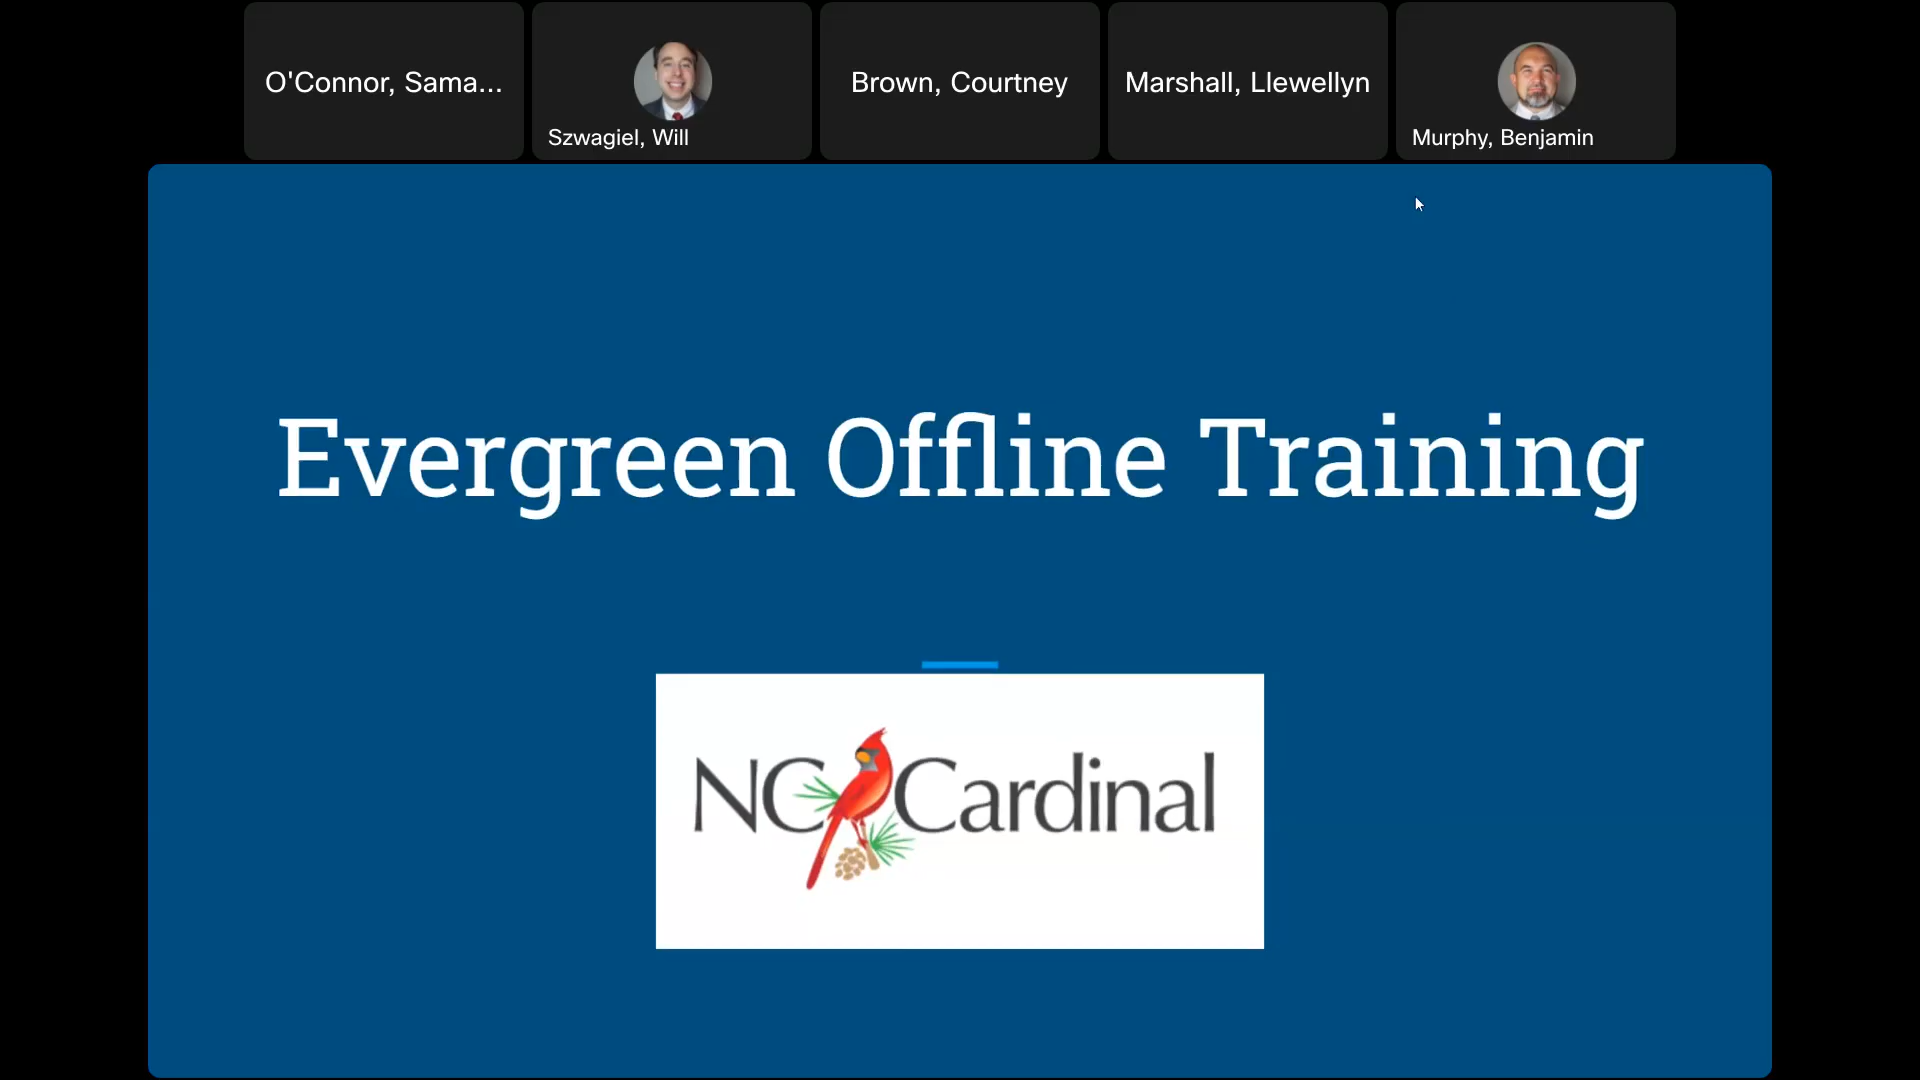 O'Connor, Sama...
Szwagiel, Will
Brown, Courtney
Marshall, Llewellyn
Murphy, Benjamin
Evergreen Offline Training
NC Cardinal